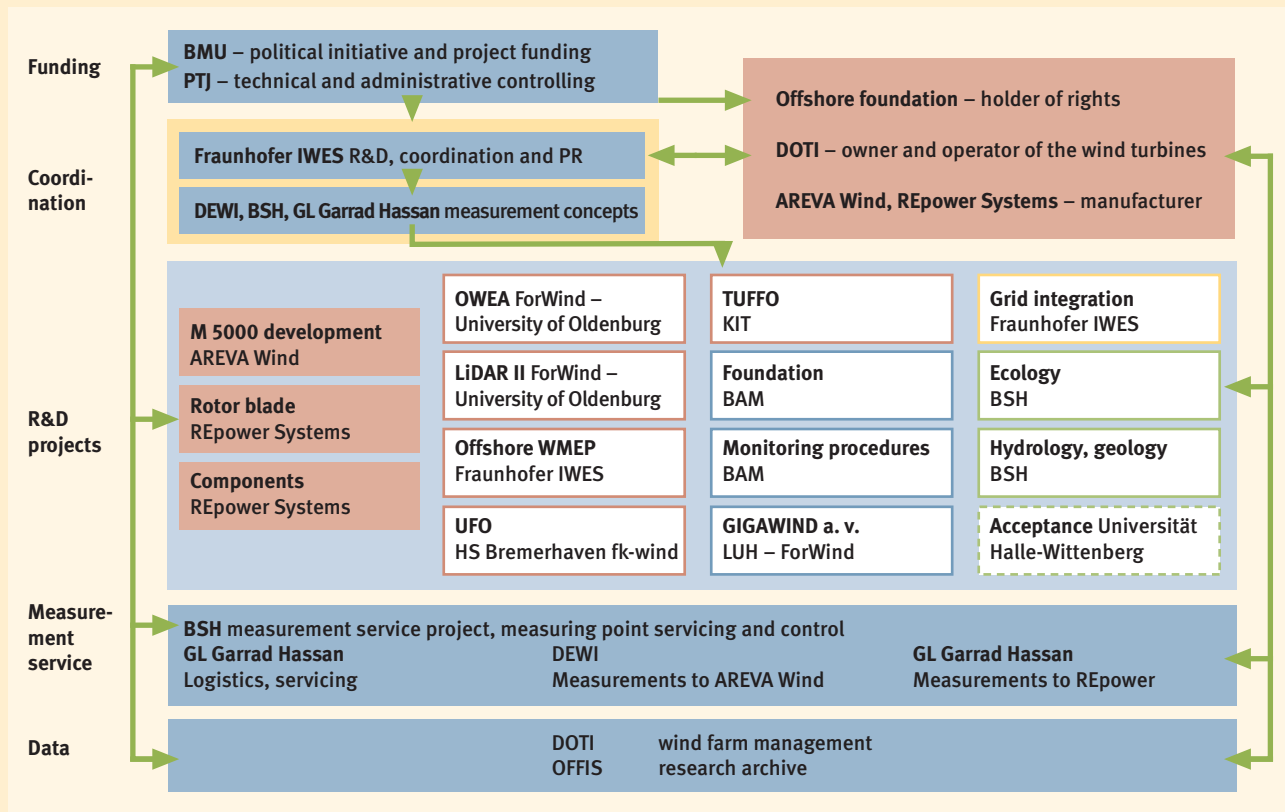 Funding
BMU – political initiative and project funding
PTJ – technical and administrative controlling
Offshore foundation – holder of rights
DOTI – owner and operator of the wind turbines
AREVA Wind, REpower Systems – manufacturer
Coordi-
nation
Fraunhofer IWES R&D, coordination and PR
DEWI, BSH, GL Garrad Hassan measurement concepts
R&D
projects
M 5000 development
AREVA Wind
Rotor blade
REpower Systems
Components
REpower Systems
OWEA ForWind –
University of Oldenburg
LiDAR II ForWind –
University of Oldenburg
Offshore WMEP
Fraunhofer IWES
UFO
HS Bremerhaven fk-wind
TUFFO
KIT
Foundation
BAM
Monitoring procedures
BAM
GIGAWIND a. v.
LUH – ForWind
Grid integration
Fraunhofer IWES
Ecology
BSH
Hydrology, geology
BSH
Acceptance Universität
Halle-Wittenberg
Measure-
ment
service
BSH measurement service project, measuring point servicing and control
GL Garrad Hassan
Logistics, servicing
DEWI
Measurements to AREVA Wind
GL Garrad Hassan
Measurements to REpower
Data
DOTI wind farm management
OFFIS research archive